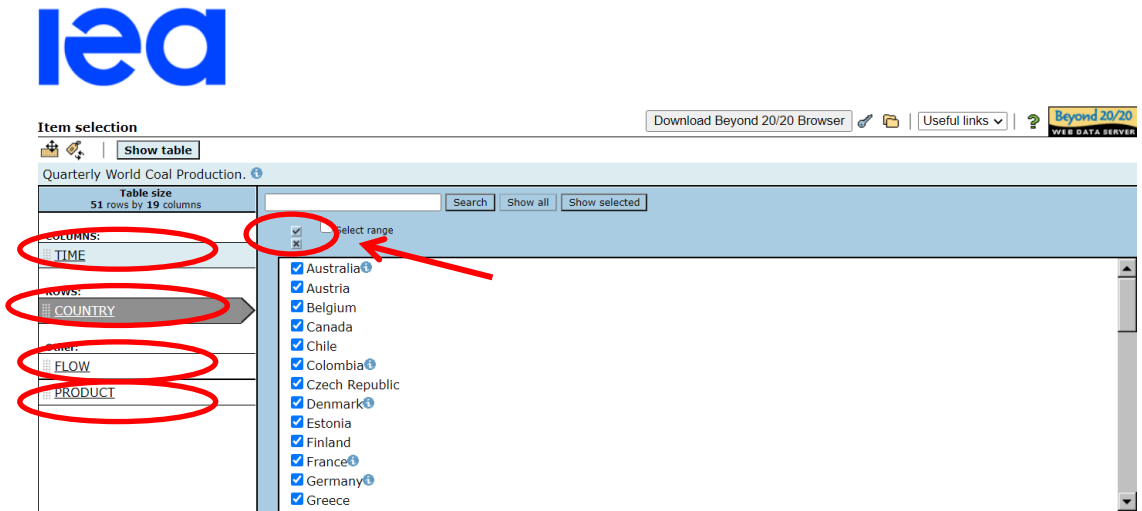 iea
Download Beyond 20/20 Browser | Useful links | ? Beyond 20/20
WEB DATA SERVER
Item selection
| Show table
Quarterly World Coal Production.
Table size
51 rows by 19 columns
Search Show all Show selected
Select range
COLUMNS:
TIME
ROWS:
COUNTRY
Other:
FLOW
PRODUCT
Australia
Austria
Belgium
Canada
Chile
Colombia
Czech Republic
Denmark
Estonia
Finland
France
Germany
Greece